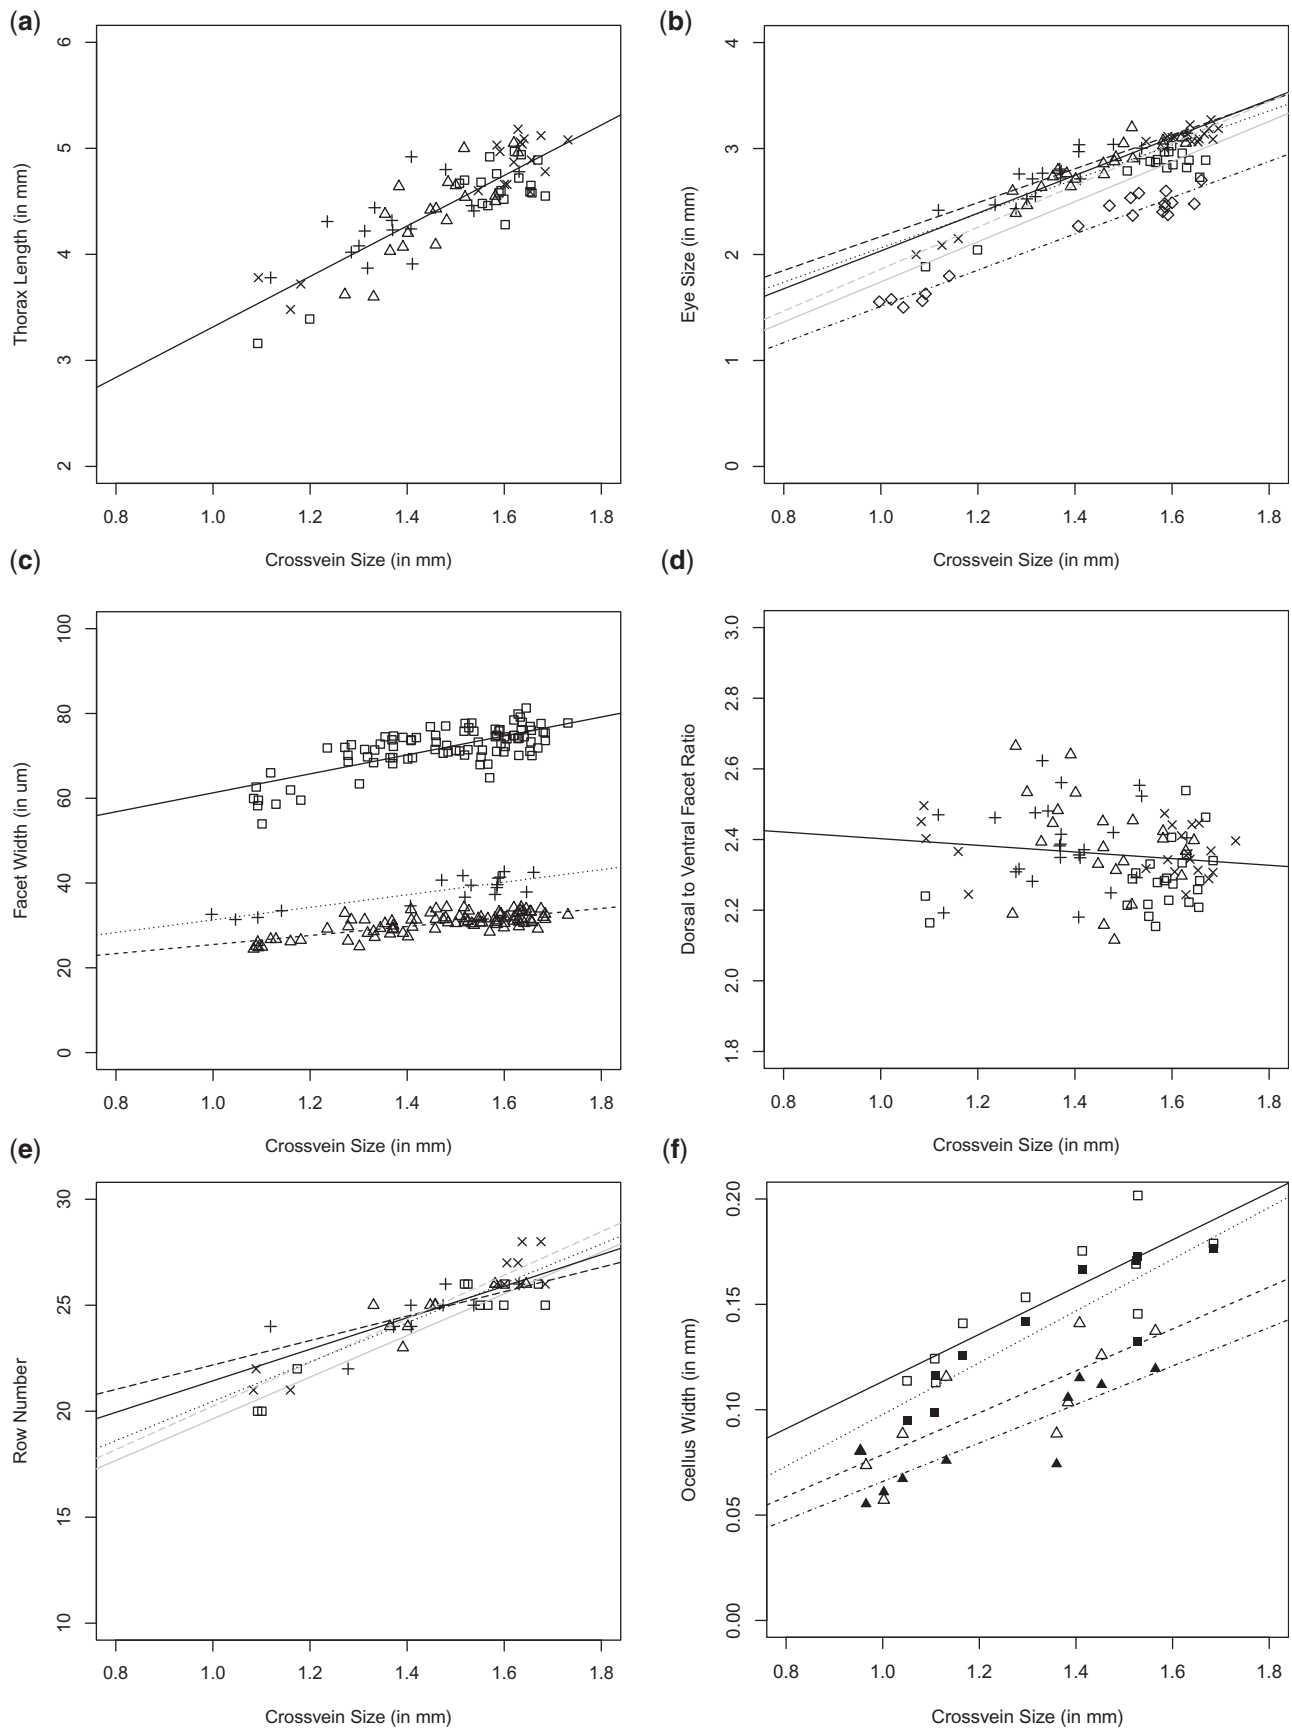 (a)
6
5
4
3
2
Thorax Length (in mm)
0.8 1.0 1.2 1.4 1.6 1.8
Crossvein Size (in mm)
(b)
4
3
2
1
0
Eye Size (in mm)
0.8 1.0 1.2 1.4 1.6 1.8
Crossvein Size (in mm)
(c)
100
80
60
40
20
0
Facet Width (in um)
0.8 1.0 1.2 1.4 1.6 1.8
Crossvein Size (in mm)
(d)
3.0
2.8
2.6
2.4
2.2
2.0
1.8
Dorsal to Ventral Facet Ratio
0.8 1.0 1.2 1.4 1.6 1.8
Crossvein Size (in mm)
(e)
30
25
20
15
10
Row Number
0.8 1.0 1.2 1.4 1.6 1.8
Crossvein Size (in mm)
(f)
0.20
0.15
0.10
0.05
0.00
Ocellus Width (in mm)
0.8 1.0 1.2 1.4 1.6 1.8
Crossvein Size (in mm)